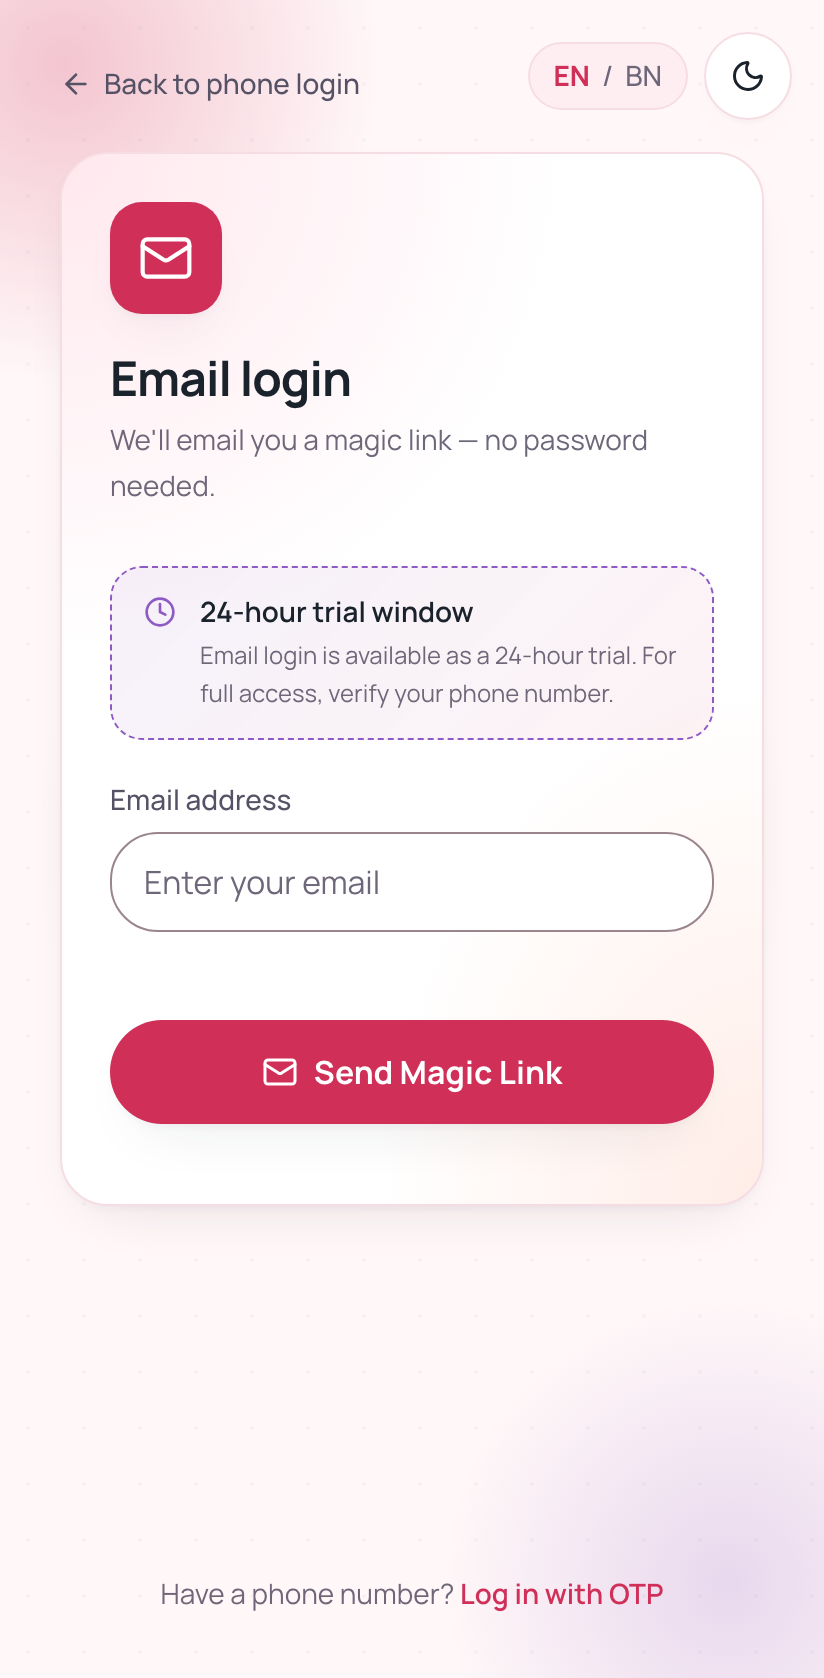 Back to phone login
EN / BN
Email login
We'll email you a magic link — no password
needed.
24-hour trial window
Email login is available as a 24-hour trial. For
full access, verify your phone number.
Email address
Enter your email
Send Magic Link
Have a phone number? Log in with OTP